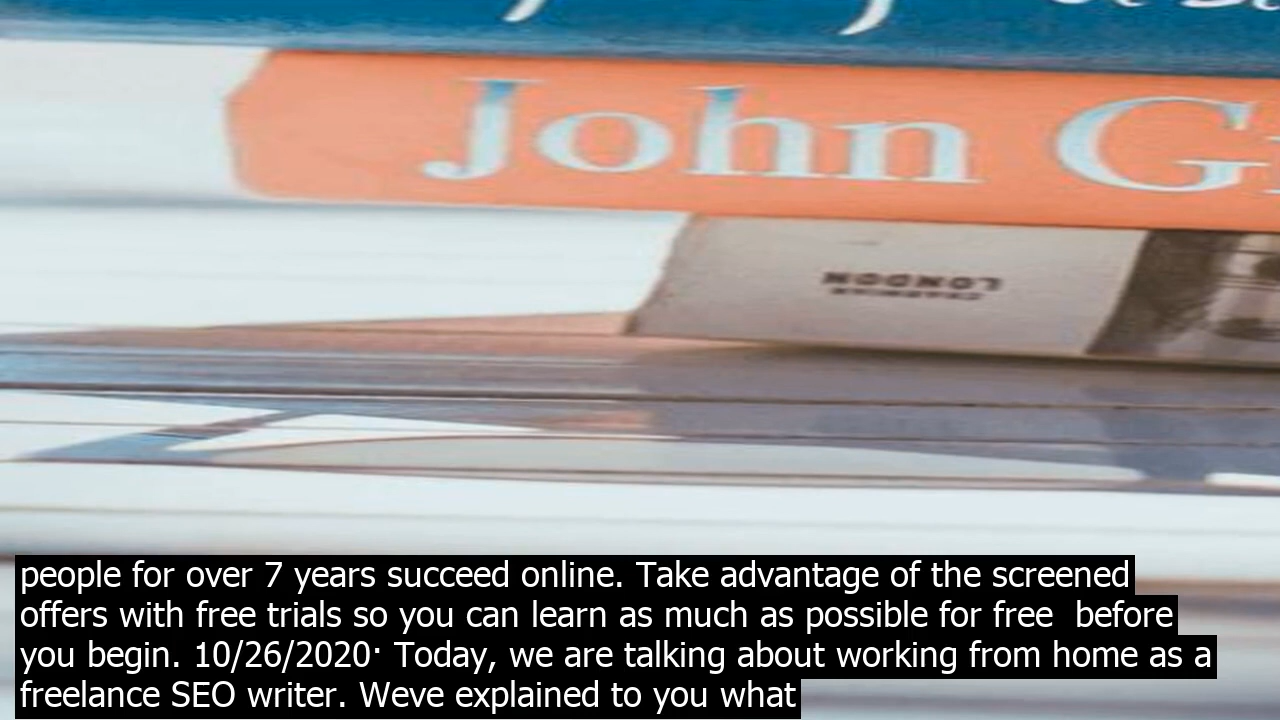 John G
LONDON
people for over 7 years succeed online. Take advantage of the screened
offers with free trials so you can learn as much as possible for free  before
you begin. 10/26/2020· Today, we are talking about working from home as a
freelance SEO writer. Weve explained to you what